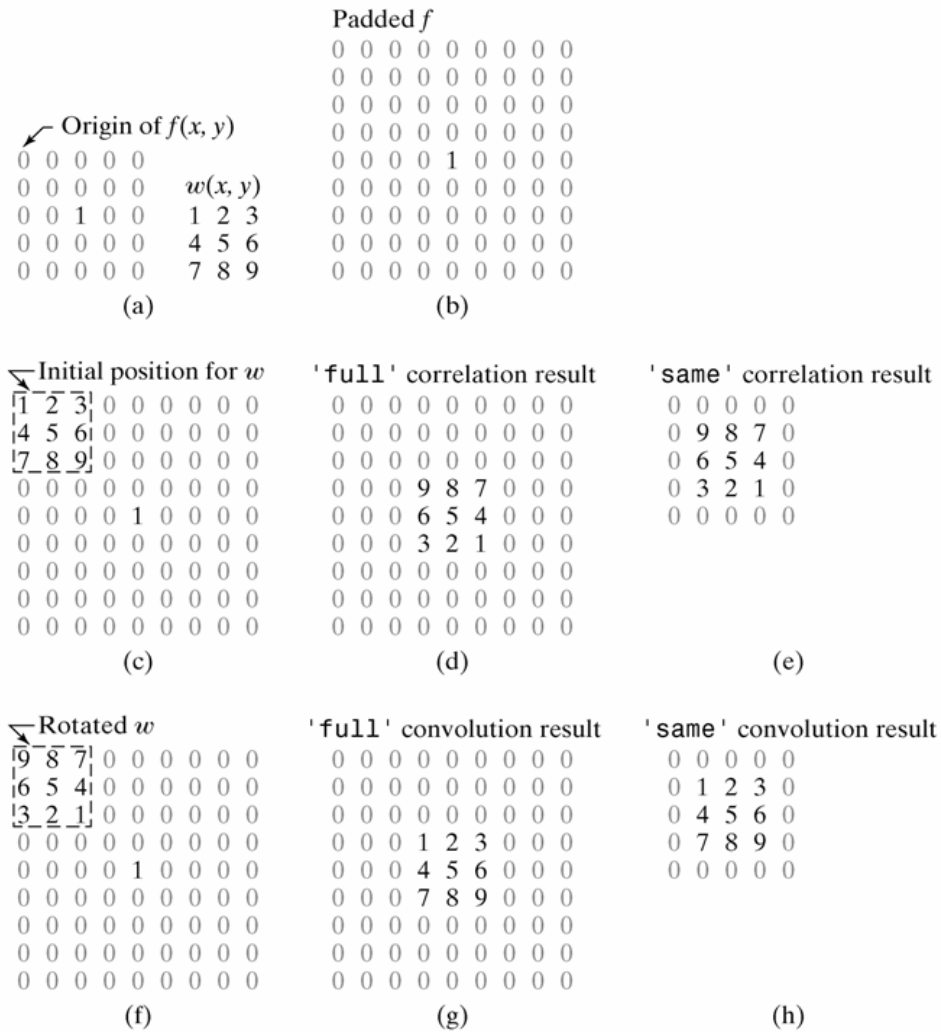 Origin of f(x, y)
0 0 0 0 0
0 0 0 0 0
0 0 1 0 0
0 0 0 0 0
0 0 0 0 0
w(x, y)
1 2 3
4 5 6
7 8 9
(a)
Padded f
0 0 0 0 0 0 0 0 0
0 0 0 0 0 0 0 0 0
0 0 0 0 0 0 0 0 0
0 0 0 0 0 0 0 0 0
0 0 0 0 1 0 0 0 0
0 0 0 0 0 0 0 0 0
0 0 0 0 0 0 0 0 0
0 0 0 0 0 0 0 0 0
0 0 0 0 0 0 0 0 0
(b)
Initial position for w
1 2 3 0 0 0 0 0 0
4 5 6 0 0 0 0 0 0
7 8 9 0 0 0 0 0 0
0 0 0 0 0 0 0 0 0
0 0 0 0 1 0 0 0 0
0 0 0 0 0 0 0 0 0
0 0 0 0 0 0 0 0 0
0 0 0 0 0 0 0 0 0
0 0 0 0 0 0 0 0 0
(c)
'full' correlation result
0 0 0 0 0 0 0 0 0
0 0 0 0 0 0 0 0 0
0 0 0 0 0 0 0 0 0
0 0 0 9 8 7 0 0 0
0 0 0 6 5 4 0 0 0
0 0 0 3 2 1 0 0 0
0 0 0 0 0 0 0 0 0
0 0 0 0 0 0 0 0 0
0 0 0 0 0 0 0 0 0
(d)
'same' correlation result
0 0 0 0 0
0 9 8 7 0
0 6 5 4 0
0 3 2 1 0
0 0 0 0 0
(e)
Rotated w
9 8 7 0 0 0 0 0 0
6 5 4 0 0 0 0 0 0
3 2 1 0 0 0 0 0 0
0 0 0 0 0 0 0 0 0
0 0 0 0 1 0 0 0 0
0 0 0 0 0 0 0 0 0
0 0 0 0 0 0 0 0 0
0 0 0 0 0 0 0 0 0
0 0 0 0 0 0 0 0 0
(f)
'full' convolution result
0 0 0 0 0 0 0 0 0
0 0 0 0 0 0 0 0 0
0 0 0 0 0 0 0 0 0
0 0 0 1 2 3 0 0 0
0 0 0 4 5 6 0 0 0
0 0 0 7 8 9 0 0 0
0 0 0 0 0 0 0 0 0
0 0 0 0 0 0 0 0 0
0 0 0 0 0 0 0 0 0
(g)
'same' convolution result
0 0 0 0 0
0 1 2 3 0
0 4 5 6 0
0 7 8 9 0
0 0 0 0 0
(h)